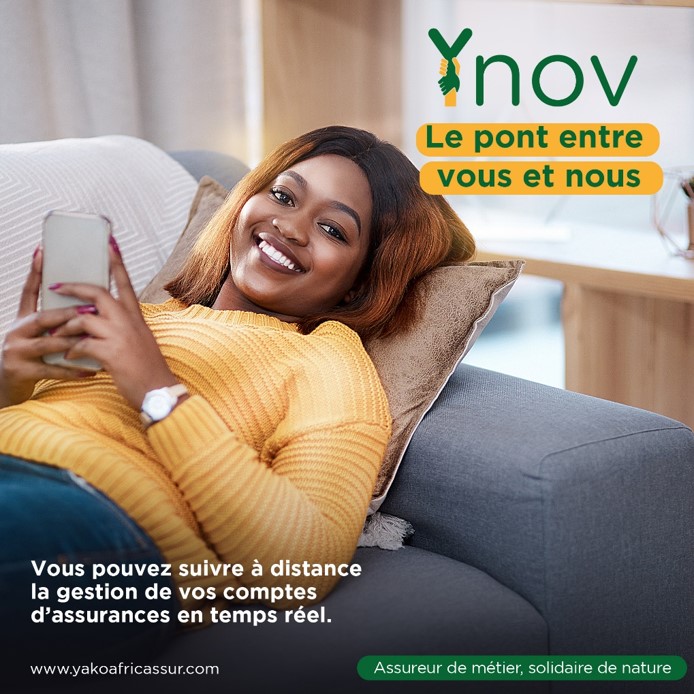 Ynov
Le pont entre
vous et nous
Vous pouvez suivre à distance
la gestion de vos comptes
d'assurances en temps réel.
www.yakoafricassur.com
Assureur de métier, solidaire de nature